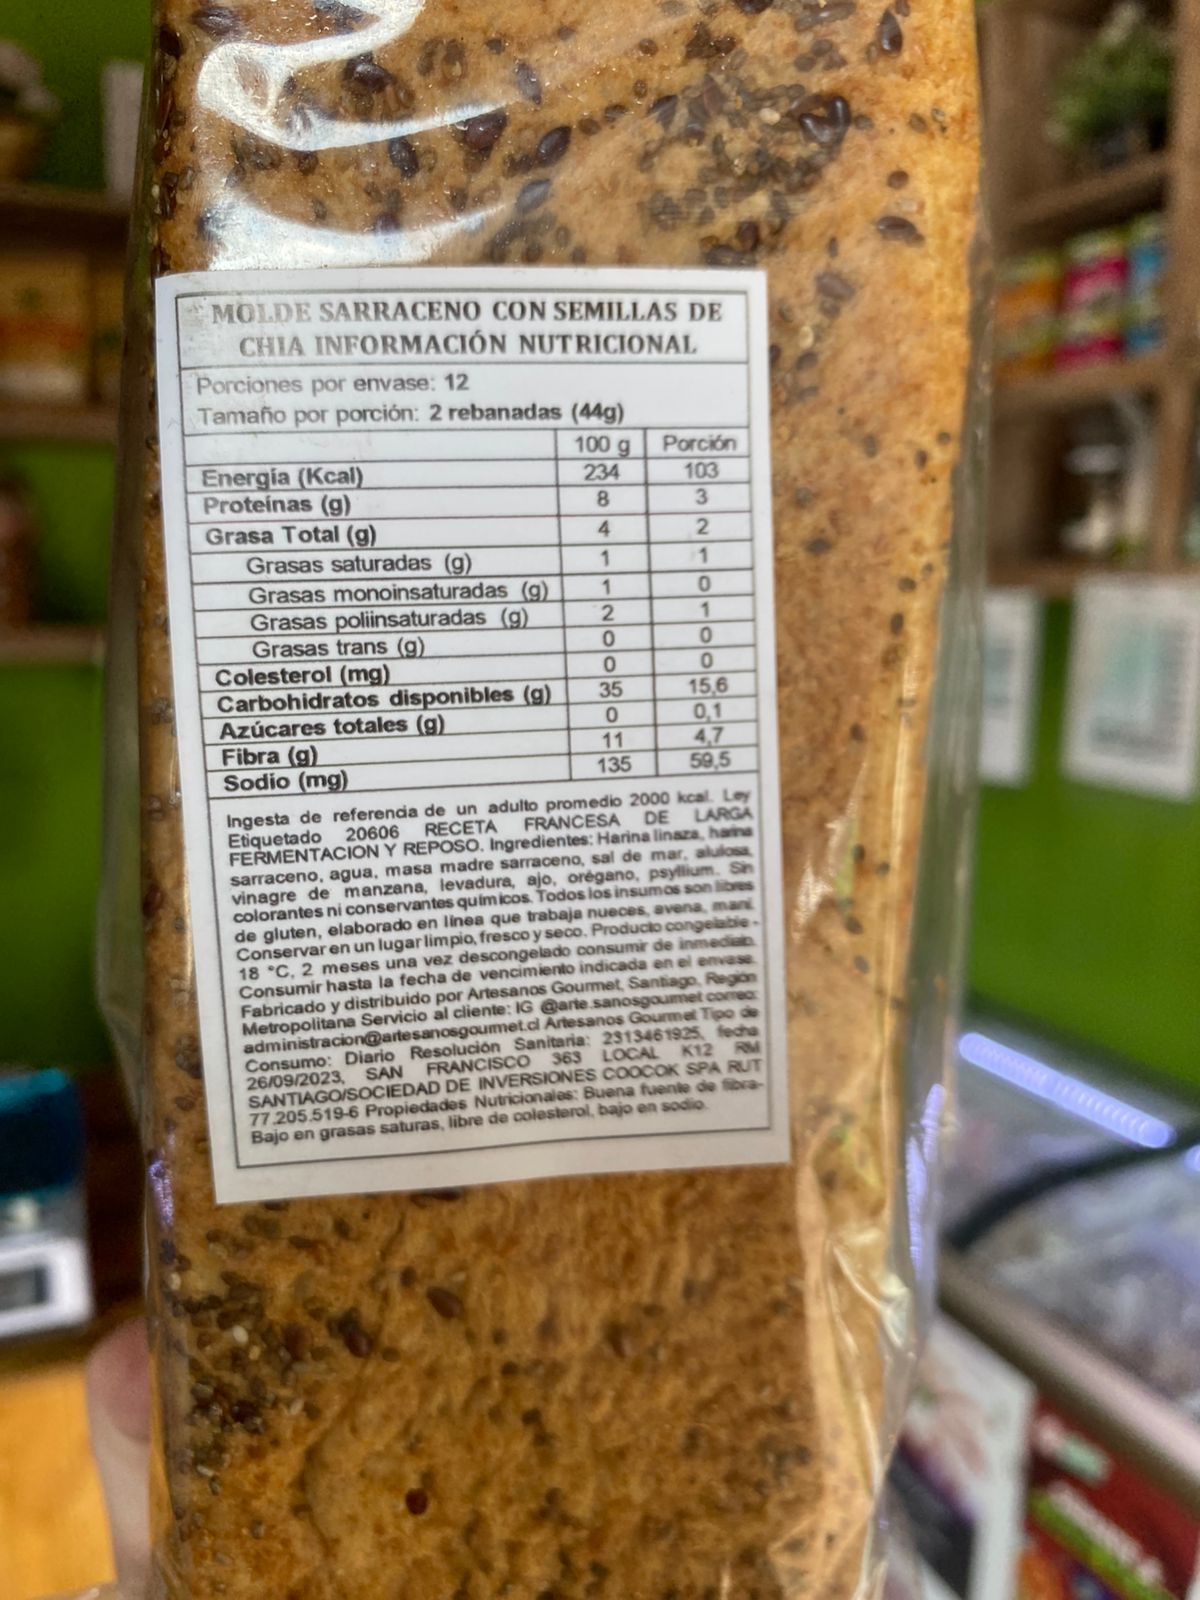 MOLDE SARRACENO CON SEMILLAS DE
CHIA INFORMACIÓN NUTRICIONAL
Porciones por envase: 12
Tamaño por porción: 2 rebanadas (44g)
100 g Porción
Energía (Kcal) 234 103
Proteínas (g) 8 3
Grasa Total (g) 4 2
Grasas saturadas (g) 1 1
Grasas monoinsaturadas (g) 1 0
Grasas poliinsaturadas (g) 2 1
Grasas trans (g) 0 0
Colesterol (mg) 0 0
Carbohidratos disponibles (g) 35 15,6
Azúcares totales (g) 0 0,1
Fibra (g) 11 4,7
Sodio (mg) 135 59,5
Ingesta de referencia de un adulto promedio 2000 kcal. Ley
Etiquetado 20606 RECETA FRANCESA DE LARGA
FERMENTACION Y REPOSO. Ingredientes: Harina linaza, harina
sarraceno, agua, masa madre sarraceno, sal de mar, alulosa,
vinagre de manzana, levadura, ajo, orégano, psyllium. Sin
colorantes ni conservantes químicos. Todos los insumos son libres
de gluten, elaborado en línea que trabaja nueces, avena, maní.
Conservar en un lugar limpio, fresco y seco. Producto congelable -
18 °C, 2 meses una vez descongelado consumir de inmediato.
Consumir hasta la fecha de vencimiento indicada en el envase.
Fabricado y distribuido por Artesanos Gourmet, Santiago, Región
Metropolitana Servicio al cliente: IG @arte.sanosgourmet correo:
administracion@artesanosgourmet.cl Artesanos Gourmet Tipo de
Consumo: Diario Resolución Sanitaria: 2313461925, fecha
26/09/2023, SAN FRANCISCO 363 LOCAL K12 RM
SANTIAGO/SOCIEDAD DE INVERSIONES COOCOK SPA RUT
77.205.519-6 Propiedades Nutricionales: Buena fuente de fibra-
Bajo en grasas saturas, libre de colesterol, bajo en sodio.